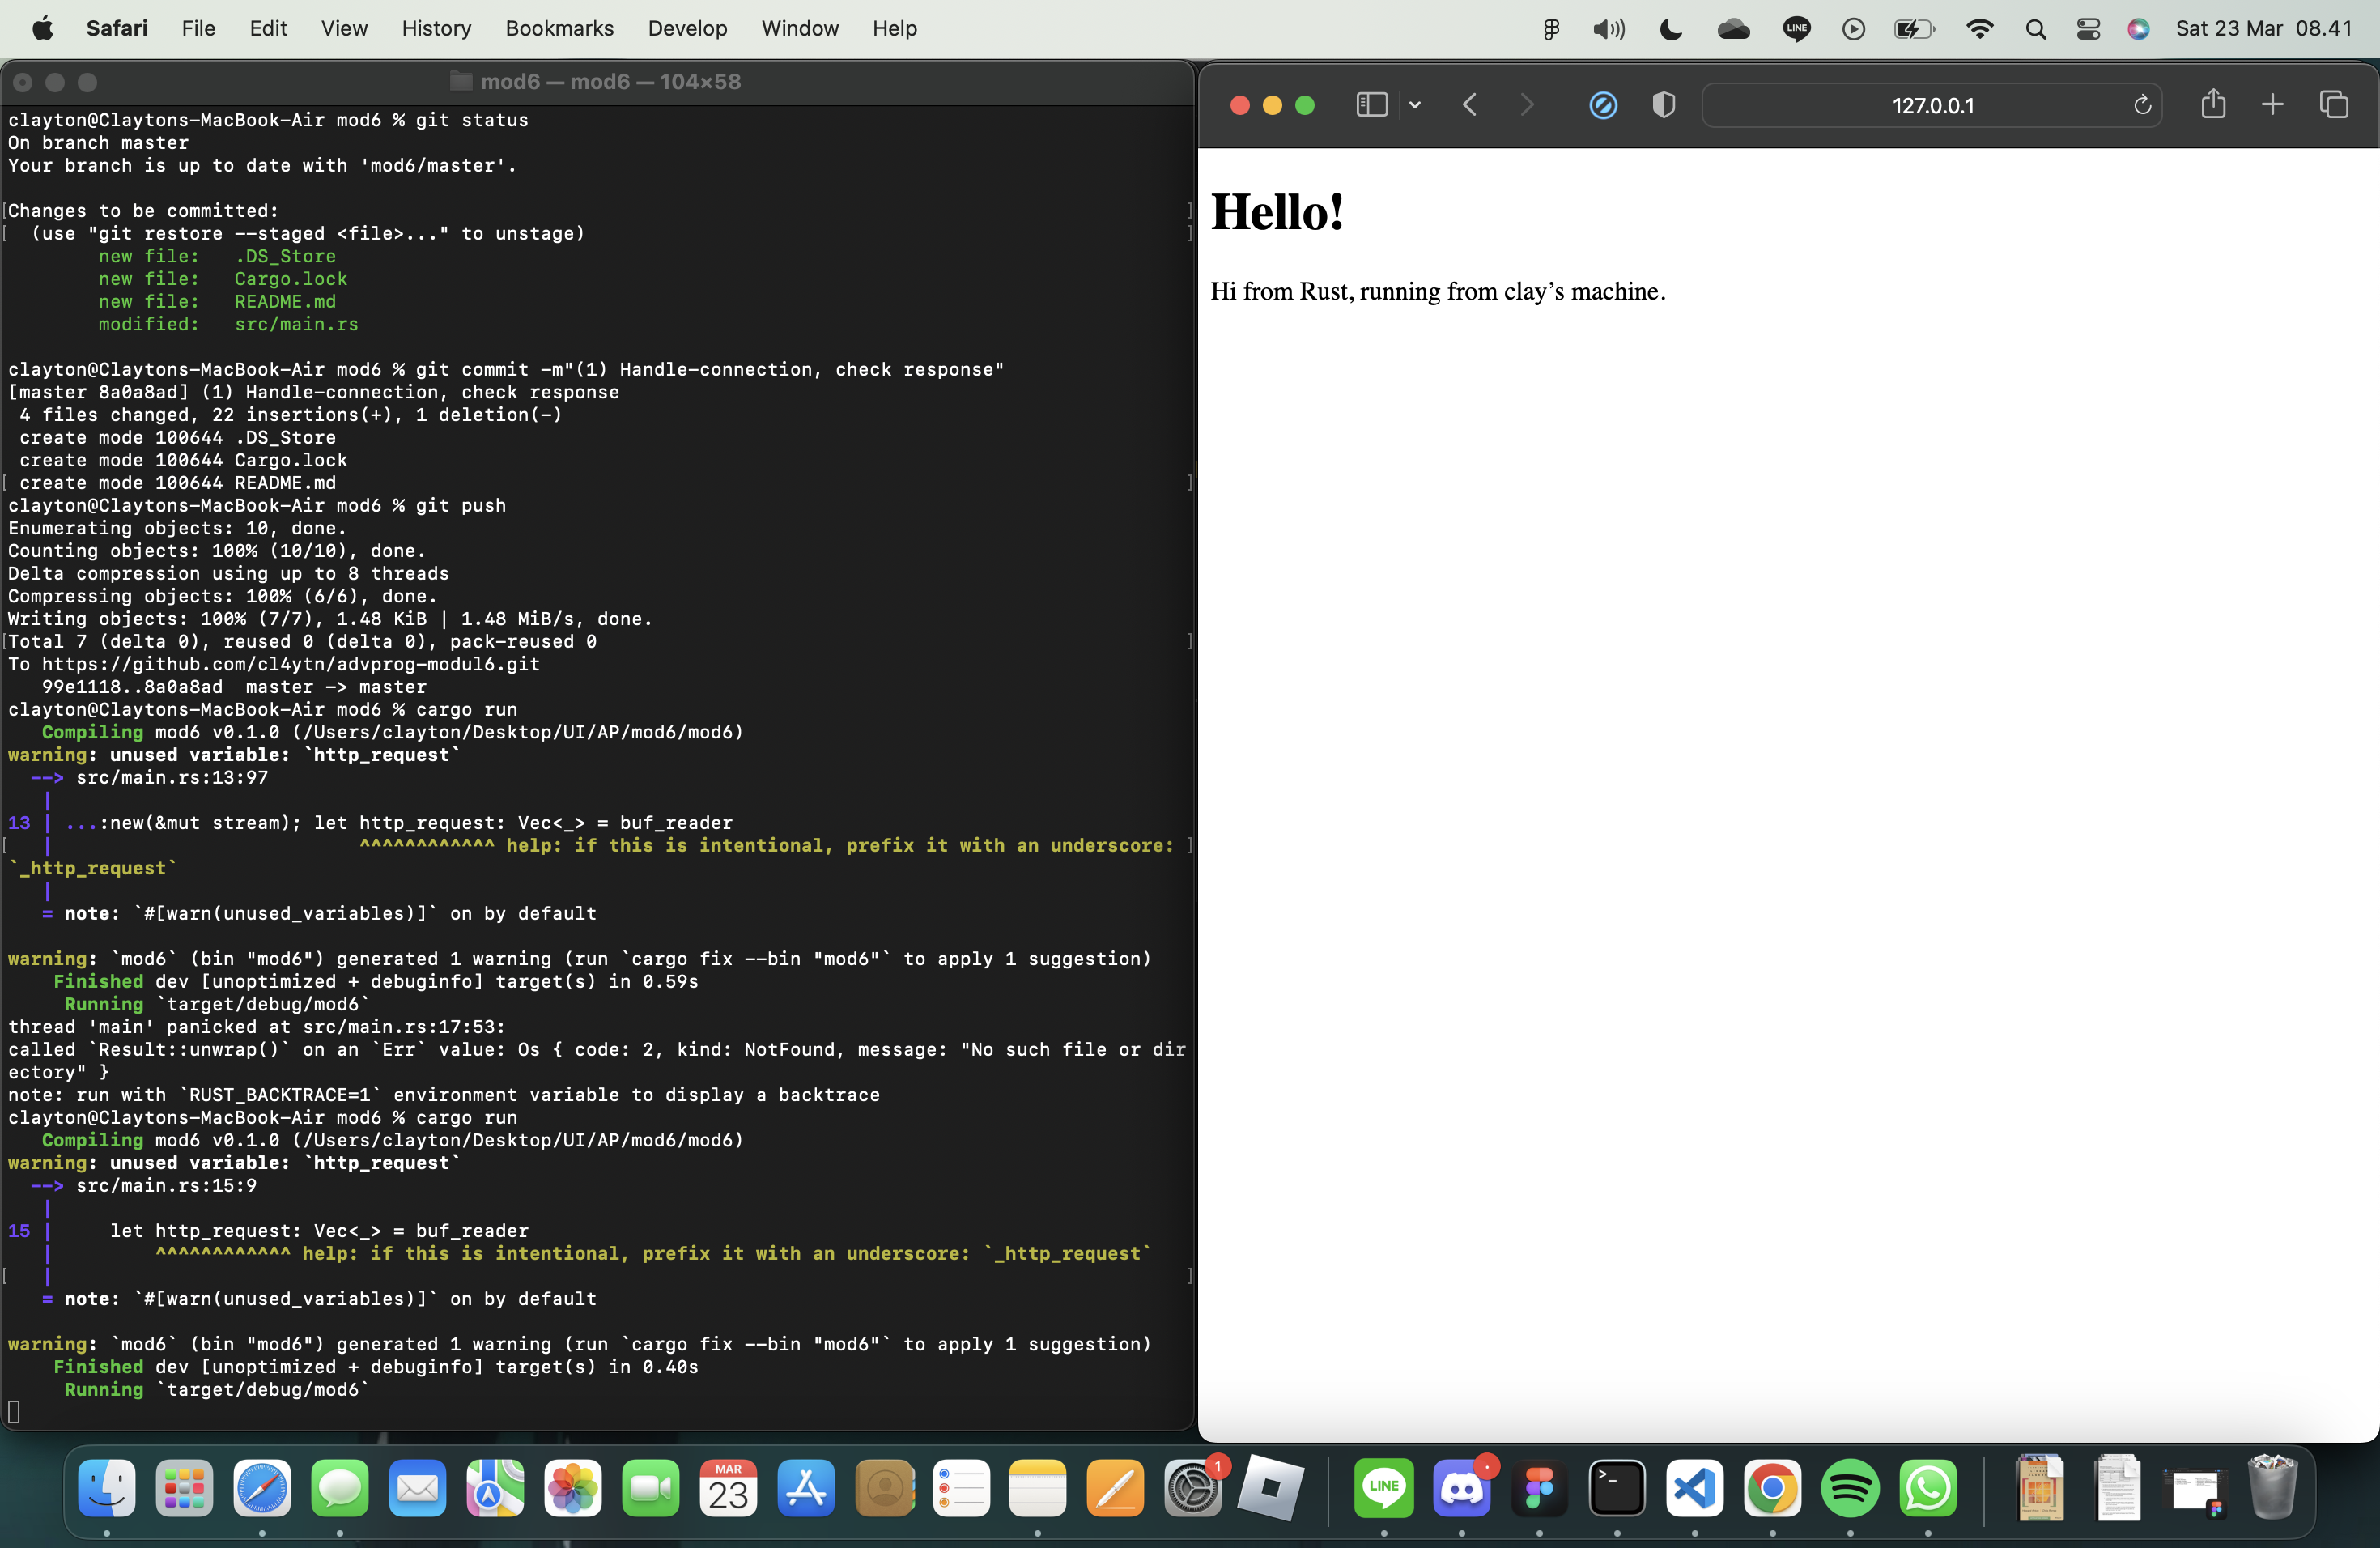 Safari File Edit View History Bookmarks Develop Window Help LINE Sat 23 Mar 08.41
mod6 — mod6 — 104×58
clayton@Claytons-MacBook-Air mod6 % git status
On branch master
Your branch is up to date with 'mod6/master'.
Changes to be committed:
(use "git restore --staged <file>..." to unstage)
new file: .DS_Store
new file: Cargo.lock
new file: README.md
modified: src/main.rs
clayton@Claytons-MacBook-Air mod6 % git commit -m"(1) Handle-connection, check response"
[master 8a0a8ad] (1) Handle-connection, check response
4 files changed, 22 insertions(+), 1 deletion(-)
create mode 100644 .DS_Store
create mode 100644 Cargo.lock
create mode 100644 README.md
clayton@Claytons-MacBook-Air mod6 % git push
Enumerating objects: 10, done.
Counting objects: 100% (10/10), done.
Delta compression using up to 8 threads
Compressing objects: 100% (6/6), done.
Writing objects: 100% (7/7), 1.48 KiB | 1.48 MiB/s, done.
Total 7 (delta 0), reused 0 (delta 0), pack-reused 0
To https://github.com/cl4ytn/advprog-modul6.git
99e1118..8a0a8ad master -> master
clayton@Claytons-MacBook-Air mod6 % cargo run
Compiling mod6 v0.1.0 (/Users/clayton/Desktop/UI/AP/mod6/mod6)
warning: unused variable: `http_request`
--> src/main.rs:13:97
|
13 | ...:new(&mut stream); let http_request: Vec<_> = buf_reader
| ^^^^^^^^^^^^ help: if this is intentional, prefix it with an underscore:
`_http_request`
|
= note: `#[warn(unused_variables)]` on by default
warning: `mod6` (bin "mod6") generated 1 warning (run `cargo fix --bin "mod6"` to apply 1 suggestion)
Finished dev [unoptimized + debuginfo] target(s) in 0.59s
Running `target/debug/mod6`
thread 'main' panicked at src/main.rs:17:53:
called `Result::unwrap()` on an `Err` value: Os { code: 2, kind: NotFound, message: "No such file or dir
ectory" }
note: run with `RUST_BACKTRACE=1` environment variable to display a backtrace
clayton@Claytons-MacBook-Air mod6 % cargo run
Compiling mod6 v0.1.0 (/Users/clayton/Desktop/UI/AP/mod6/mod6)
warning: unused variable: `http_request`
--> src/main.rs:15:9
|
15 | let http_request: Vec<_> = buf_reader
| ^^^^^^^^^^^^ help: if this is intentional, prefix it with an underscore: `_http_request`
|
= note: `#[warn(unused_variables)]` on by default
warning: `mod6` (bin "mod6") generated 1 warning (run `cargo fix --bin "mod6"` to apply 1 suggestion)
Finished dev [unoptimized + debuginfo] target(s) in 0.40s
Running `target/debug/mod6`
127.0.0.1
Hello!
Hi from Rust, running from clay's machine.
MAR
23
1
LINE
>_